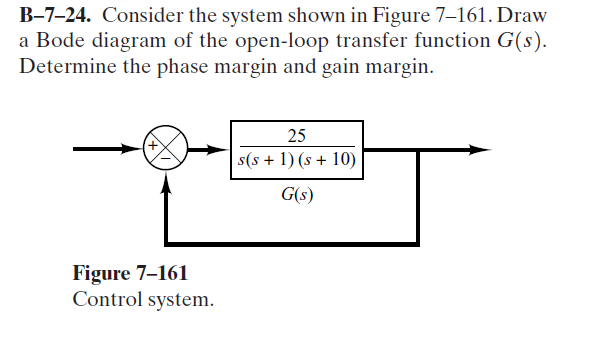 B–7–24. Consider the system shown in Figure 7–161. Draw
a Bode diagram of the open-loop transfer function G(s).
Determine the phase margin and gain margin.
+
−
25
s(s + 1) (s + 10)
G(s)
Figure 7–161
Control system.